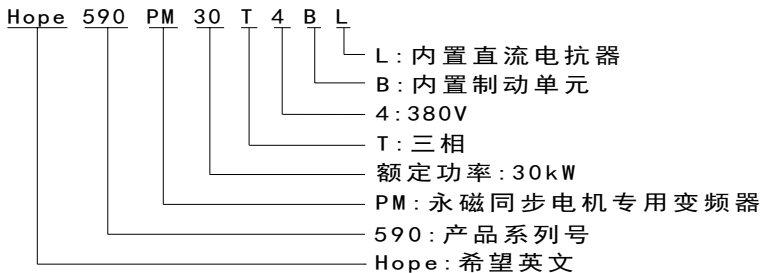 Hope 590 PM 30 T 4 B L
L:内置直流电抗器
B:内置制动单元
4:380V
T:三相
额定功率:30kW
PM:永磁同步电机专用变频器
590:产品系列号
Hope:希望英文